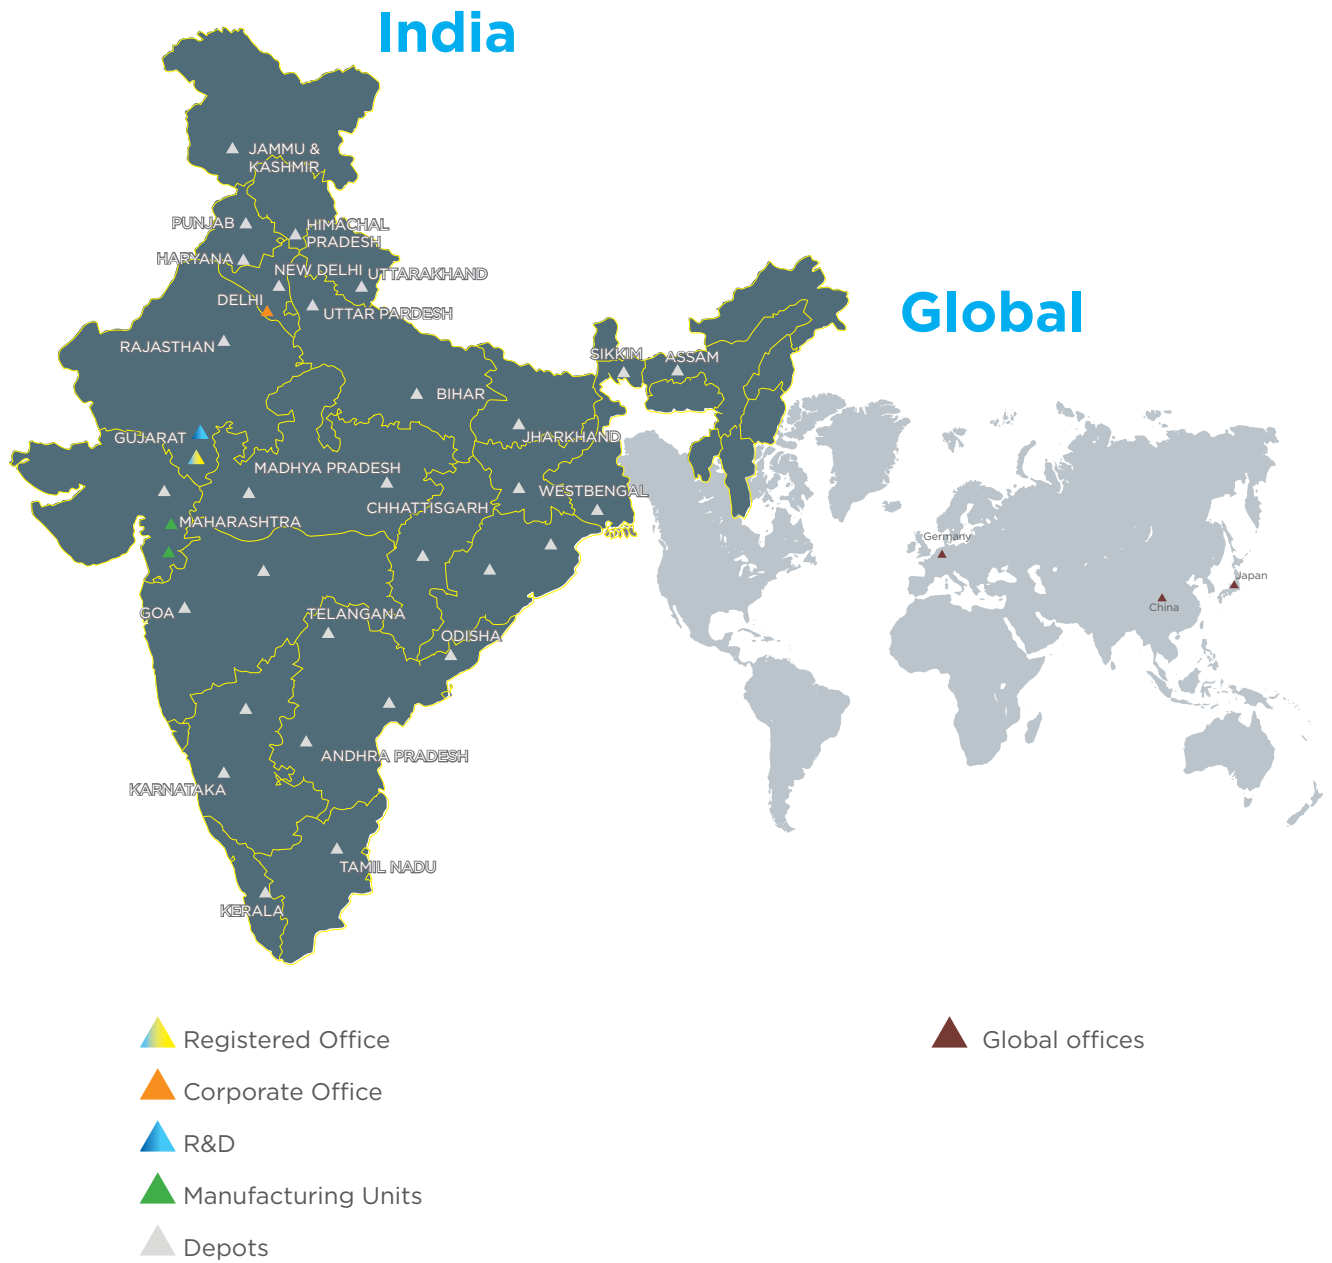 India
JAMMU &
KASHMIR
PUNJAB
HIMACHAL
PRADESH
HARYANA
NEW DELHI
UTTARAKHAND
DELHI
UTTAR PARDESH
RAJASTHAN
SIKKIM
ASSAM
BIHAR
GUJARAT
JHARKHAND
MADHYA PRADESH
WESTBENGAL
CHHATTISGARH
MAHARASHTRA
GOA
TELANGANA
ODISHA
ANDHRA PRADESH
KARNATAKA
TAMIL NADU
KERALA
Global
Germany
Japan
China
Registered Office
Corporate Office
R&D
Manufacturing Units
Depots
Global offices